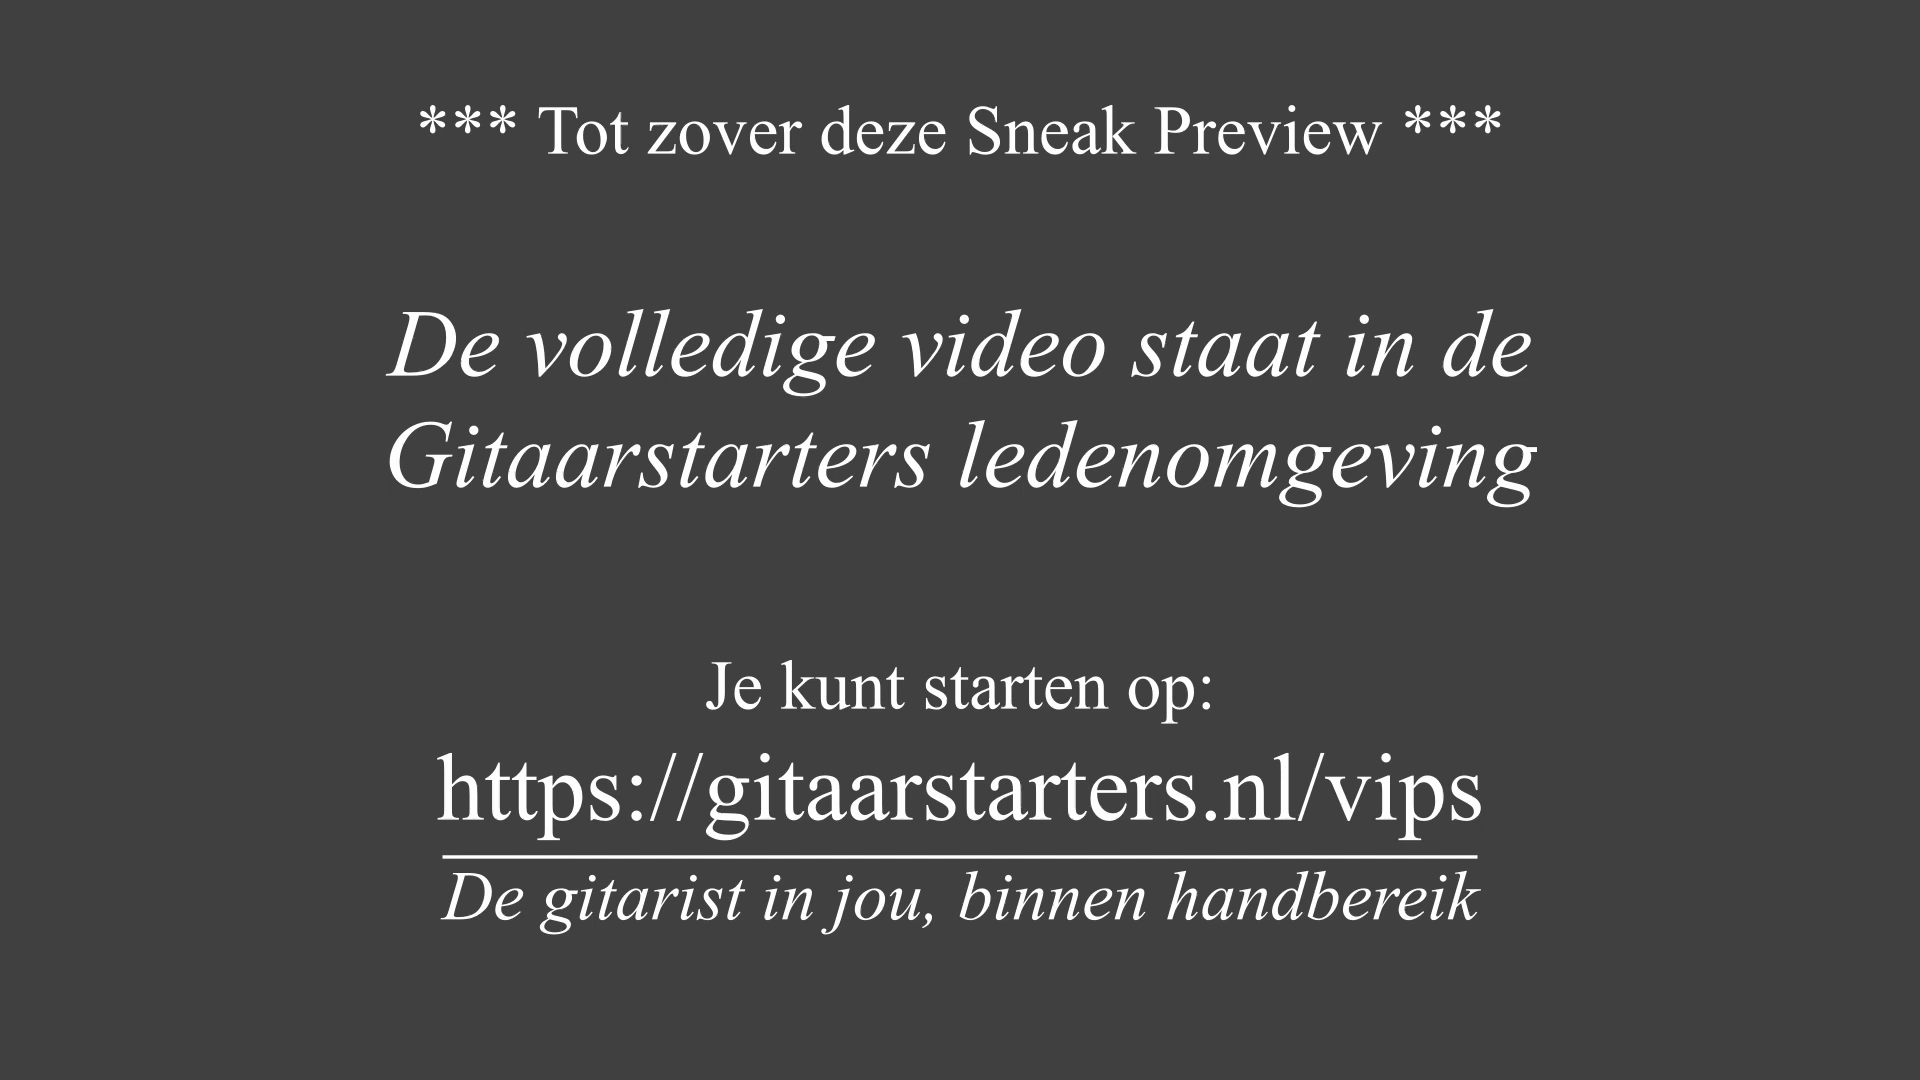 *** Tot zover deze Sneak Preview ***
De volledige video staat in de
Gitaarstarters ledenomgeving
Je kunt starten op:
https://gitaarstarters.nl/vips
De gitarist in jou, binnen handbereik